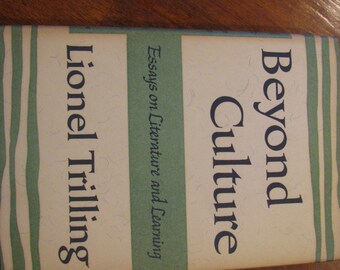 Beyond
Culture
Essays on Literature and Learning
Lionel Trilling